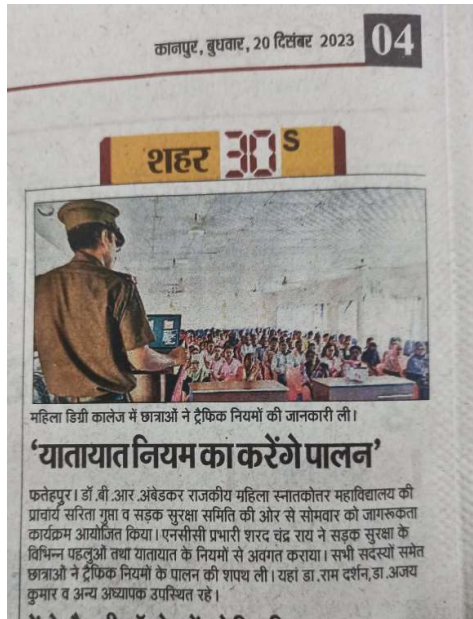 कानपुर, बुधवार, 20 दिसंबर 2023 04
शहर 30 S
महिला डिग्री कालेज में छात्राओं ने ट्रैफिक नियमों की जानकारी ली।
‘यातायात नियम का करेंगे पालन’
फतेहपुर। डॉ.बी.आर.अंबेडकर राजकीय महिला स्नातकोत्तर महाविद्यालय की
प्राचार्य सरिता गुप्ता व सड़क सुरक्षा समिति की ओर से सोमवार को जागरूकता
कार्यक्रम आयोजित किया। एनसीसी प्रभारी शरद चंद्र राय ने सड़क सुरक्षा के
विभिन्न पहलुओं तथा यातायात के नियमों से अवगत कराया। सभी सदस्यों समेत
छात्राओं ने ट्रैफिक नियमों के पालन की शपथ ली। यहां डा.राम दर्शन,डा.अजय
कुमार व अन्य अध्यापक उपस्थित रहे।